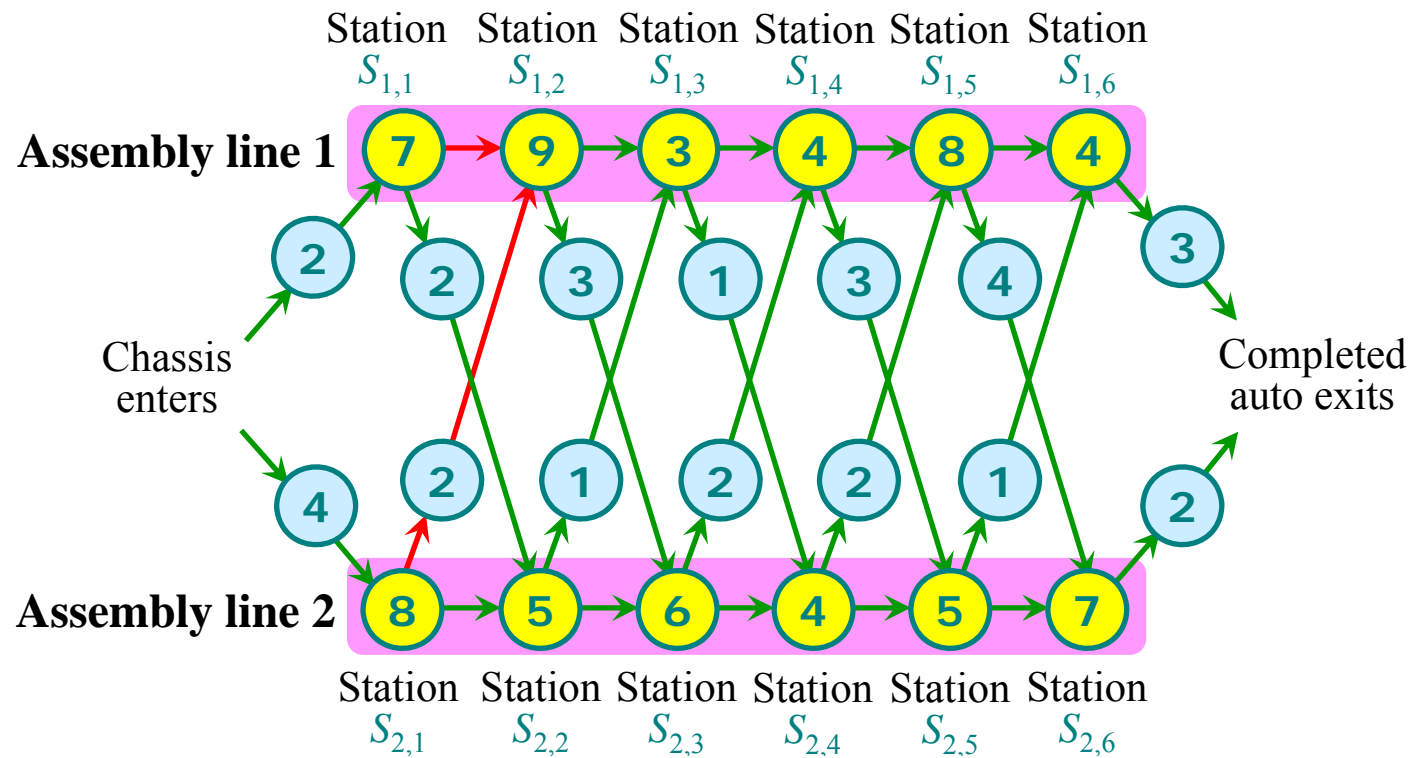 Station Station Station Station Station Station
S1,1 S1,2 S1,3 S1,4 S1,5 S1,6
Assembly line 1 7 9 3 4 8 4
2 2 3 1 3 4 3
Chassis
enters
Completed
auto exits
4 2 1 2 2 1 2
Assembly line 2 8 5 6 4 5 7
Station Station Station Station Station Station
S2,1 S2,2 S2,3 S2,4 S2,5 S2,6